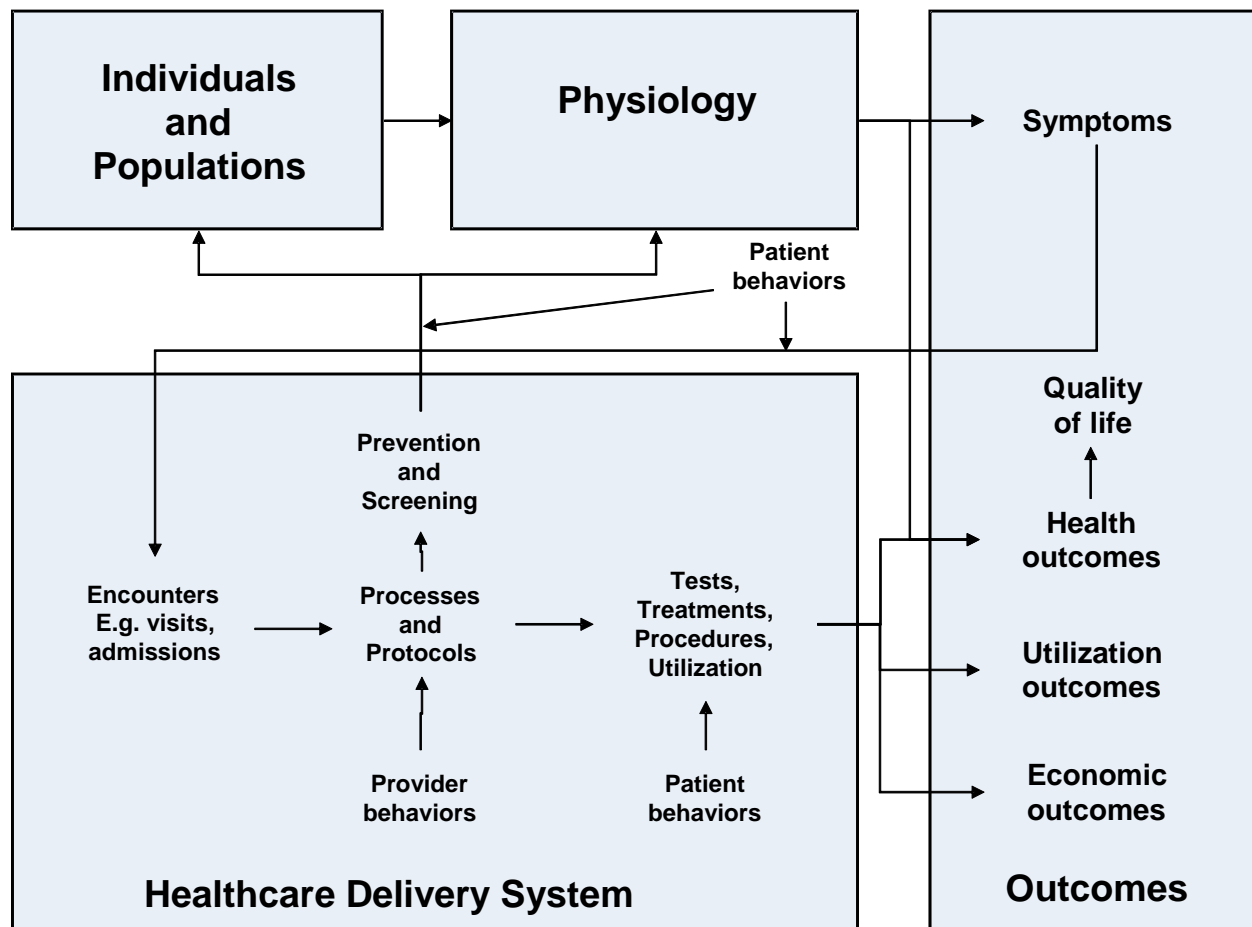 Individuals
and
Populations
Physiology
Symptoms
Patient
behaviors
Quality
of life
Prevention
and
Screening
Health
outcomes
Encounters
E.g. visits,
admissions
Processes
and
Protocols
Tests,
Treatments,
Procedures,
Utilization
Utilization
outcomes
Provider
behaviors
Patient
behaviors
Economic
outcomes
Healthcare Delivery System
Outcomes